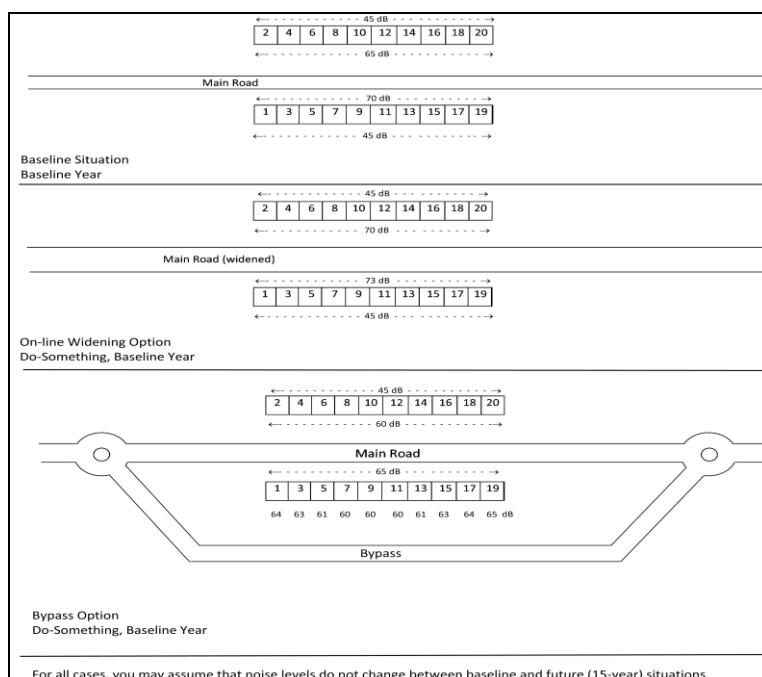 45 dB
2 4 6 8 10 12 14 16 18 20
65 dB
Main Road
70 dB
1 3 5 7 9 11 13 15 17 19
45 dB
Baseline Situation
Baseline Year
45 dB
2 4 6 8 10 12 14 16 18 20
70 dB
Main Road (widened)
73 dB
1 3 5 7 9 11 13 15 17 19
45 dB
On-line Widening Option
Do-Something, Baseline Year
45 dB
2 4 6 8 10 12 14 16 18 20
60 dB
Main Road
65 dB
1 3 5 7 9 11 13 15 17 19
64 63 61 60 60 60 61 63 64 65 dB
Bypass
Bypass Option
Do-Something, Baseline Year
For all cases, you may assume that noise levels do not change between baseline and future (15-year) situations